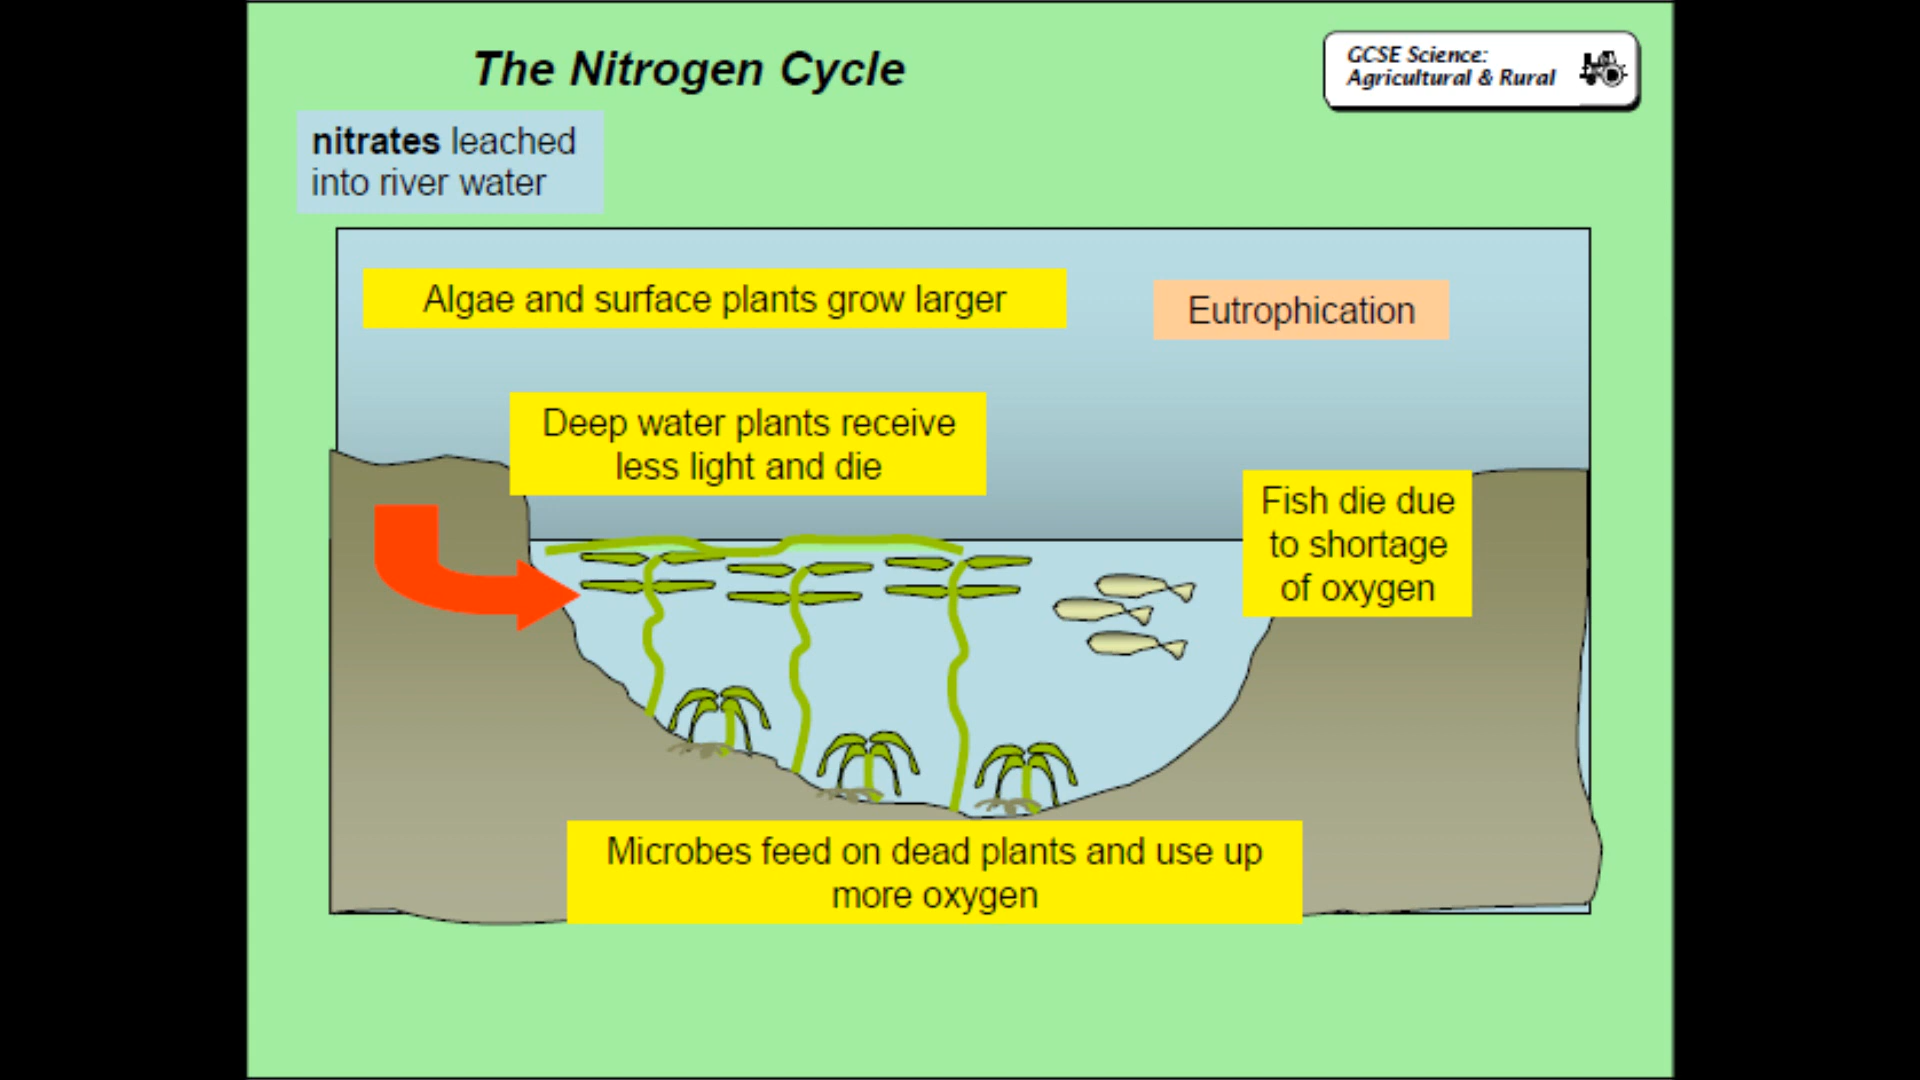 The Nitrogen Cycle
GCSE Science:
Agricultural & Rural
nitrates leached
into river water
Algae and surface plants grow larger
Eutrophication
Deep water plants receive
less light and die
Fish die due
to shortage
of oxygen
Microbes feed on dead plants and use up
more oxygen